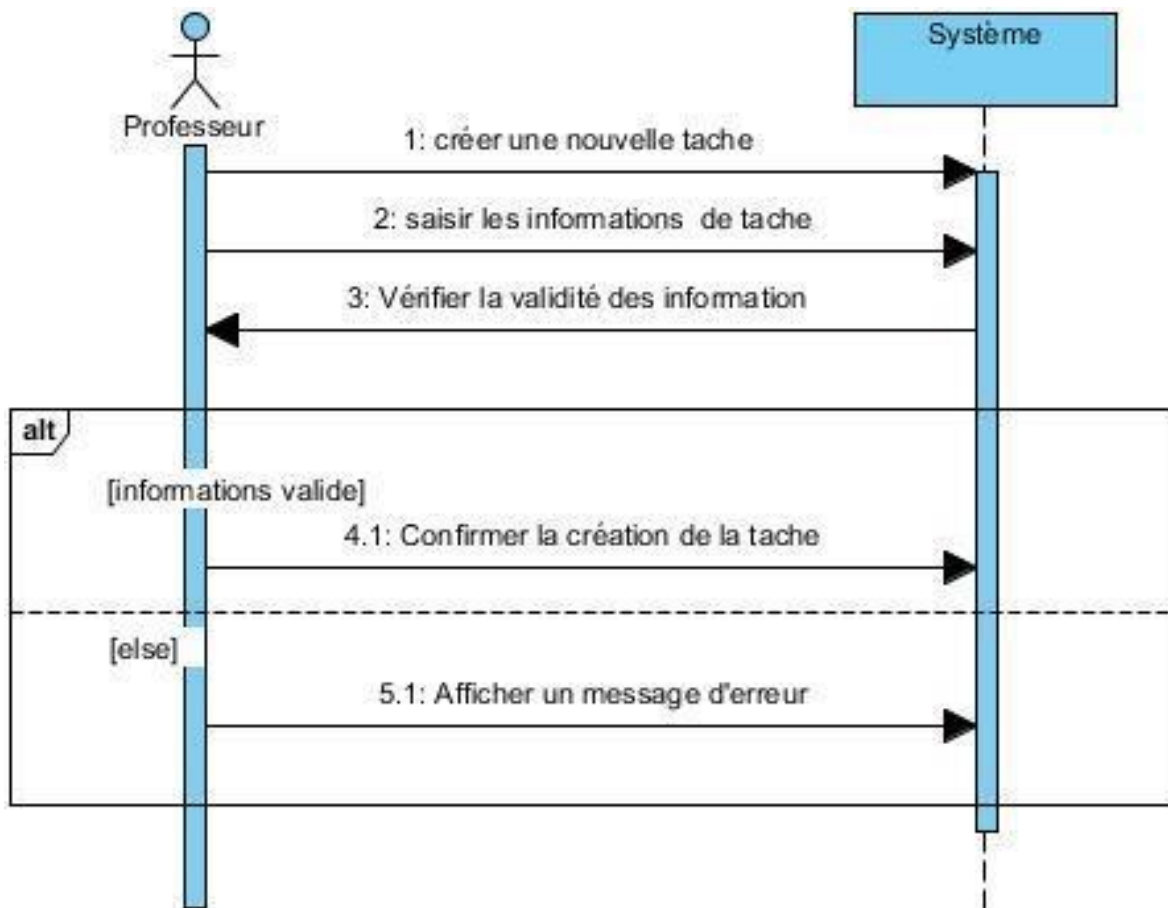 Système
Professeur
1: créer une nouvelle tache
2: saisir les informations de tache
3: Vérifier la validité des information
alt
[informations valide]
4.1: Confirmer la création de la tache
[else]
5.1: Afficher un message d'erreur